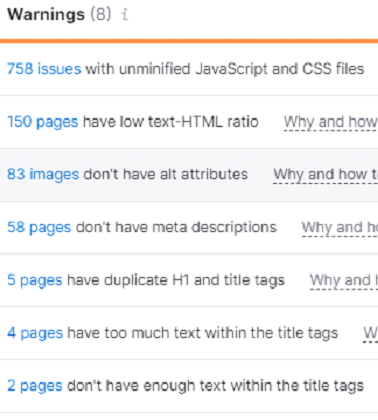 Warnings (8) i
758 issues with unminified JavaScript and CSS files
150 pages have low text-HTML ratio Why and how
83 images don't have alt attributes Why and how t
58 pages don't have meta descriptions Why and h
5 pages have duplicate H1 and title tags Why and
4 pages have too much text within the title tags W
2 pages don't have enough text within the title tags